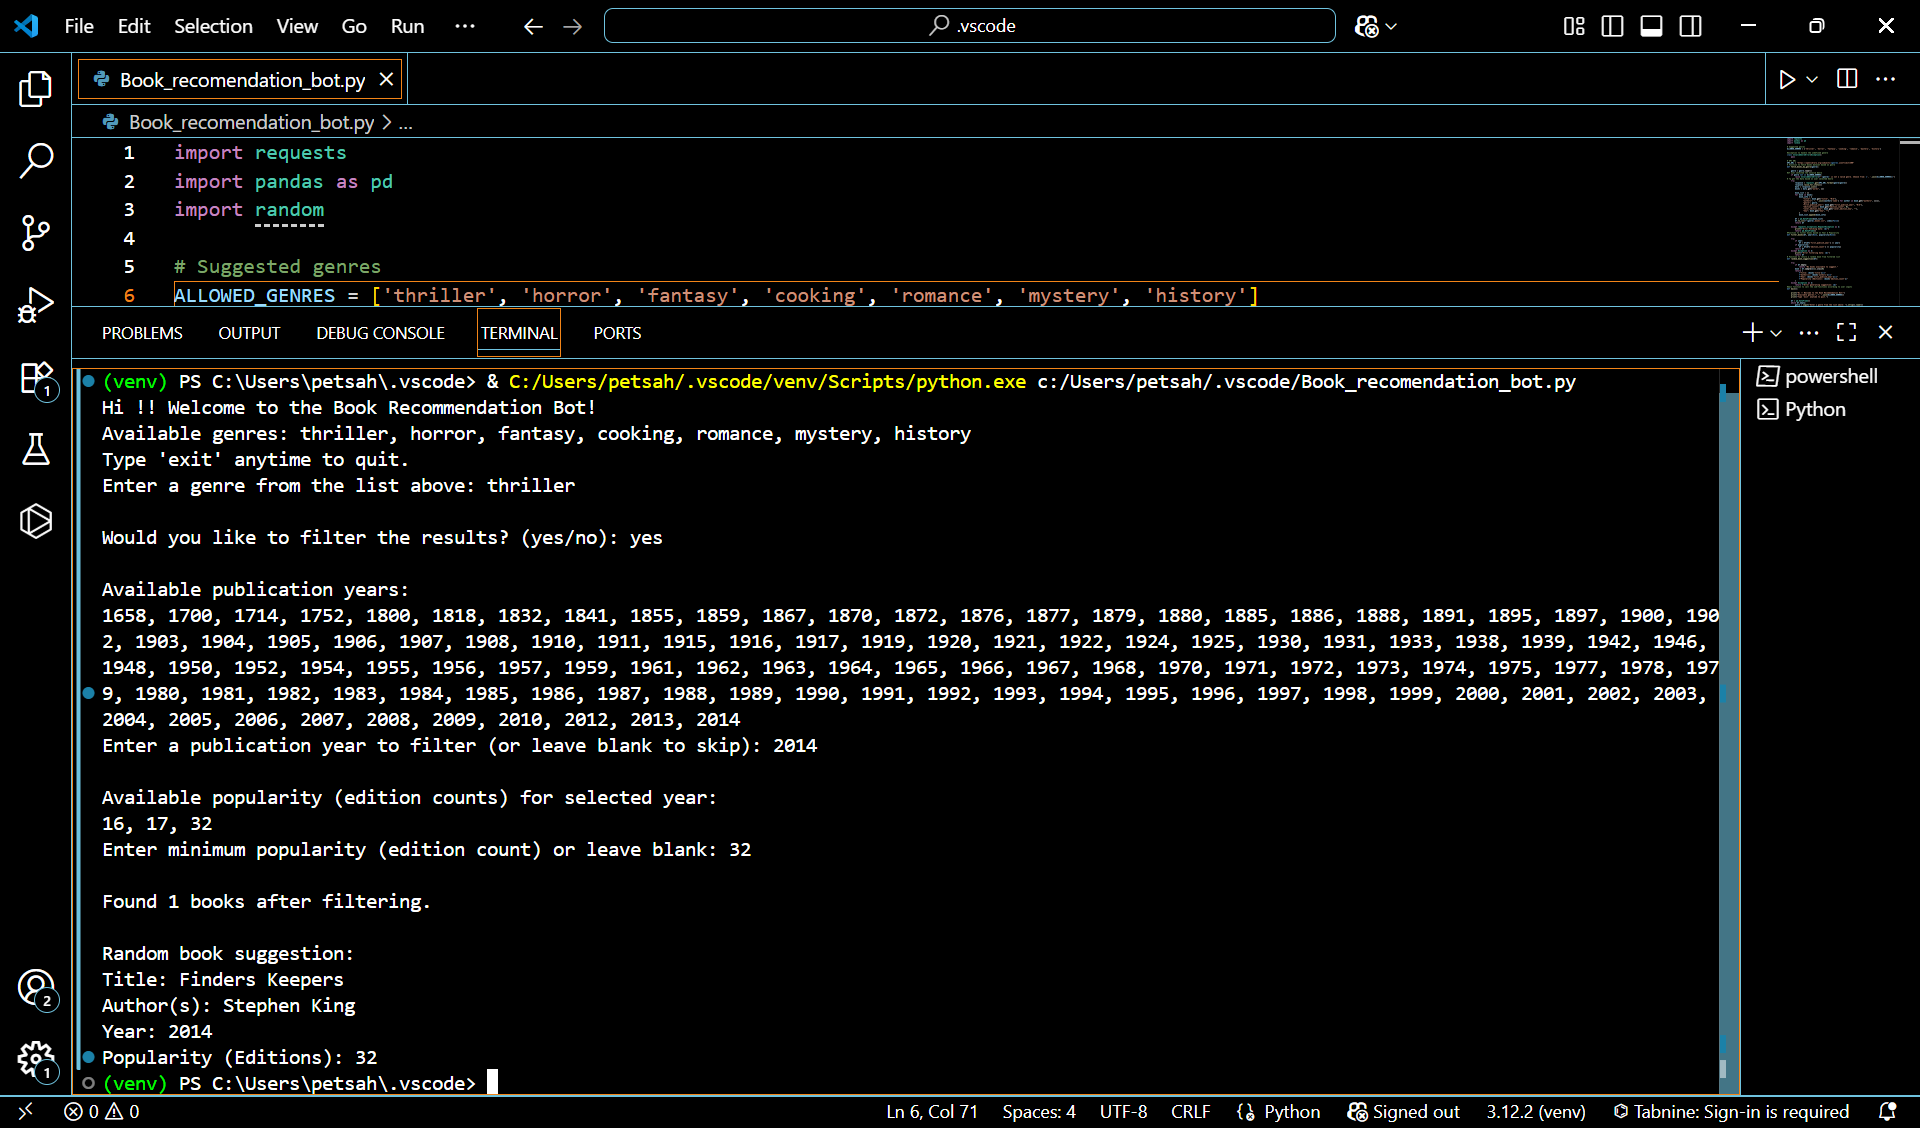 File Edit Selection View Go Run ··· .vscode
Book_recomendation_bot.py
Book_recomendation_bot.py > ...
1 import requests
2 import pandas as pd
3 import random
4
5 # Suggested genres
6 ALLOWED_GENRES = ['thriller', 'horror', 'fantasy', 'cooking', 'romance', 'mystery', 'history']
PROBLEMS OUTPUT DEBUG CONSOLE TERMINAL PORTS
(venv) PS C:\Users\petsah\.vscode> & C:/Users/petsah/.vscode/venv/Scripts/python.exe c:/Users/petsah/.vscode/Book_recomendation_bot.py
Hi !! Welcome to the Book Recommendation Bot!
Available genres: thriller, horror, fantasy, cooking, romance, mystery, history
Type 'exit' anytime to quit.
Enter a genre from the list above: thriller
Would you like to filter the results? (yes/no): yes
Available publication years:
1658, 1700, 1714, 1752, 1800, 1818, 1832, 1841, 1855, 1859, 1867, 1870, 1872, 1876, 1877, 1879, 1880, 1885, 1886, 1888, 1891, 1895, 1897, 1900, 190
2, 1903, 1904, 1905, 1906, 1907, 1908, 1910, 1911, 1915, 1916, 1917, 1919, 1920, 1921, 1922, 1924, 1925, 1930, 1931, 1933, 1938, 1939, 1942, 1946,
1948, 1950, 1952, 1954, 1955, 1956, 1957, 1959, 1961, 1962, 1963, 1964, 1965, 1966, 1967, 1968, 1970, 1971, 1972, 1973, 1974, 1975, 1977, 1978, 197
9, 1980, 1981, 1982, 1983, 1984, 1985, 1986, 1987, 1988, 1989, 1990, 1991, 1992, 1993, 1994, 1995, 1996, 1997, 1998, 1999, 2000, 2001, 2002, 2003,
2004, 2005, 2006, 2007, 2008, 2009, 2010, 2012, 2013, 2014
Enter a publication year to filter (or leave blank to skip): 2014
Available popularity (edition counts) for selected year:
16, 17, 32
Enter minimum popularity (edition count) or leave blank: 32
Found 1 books after filtering.
Random book suggestion:
Title: Finders Keepers
Author(s): Stephen King
Year: 2014
Popularity (Editions): 32
(venv) PS C:\Users\petsah\.vscode>
powershell
Python
1
2
1
0 0 Ln 6, Col 71 Spaces: 4 UTF-8 CRLF {} Python Signed out 3.12.2 (venv) Tabnine: Sign-in is required